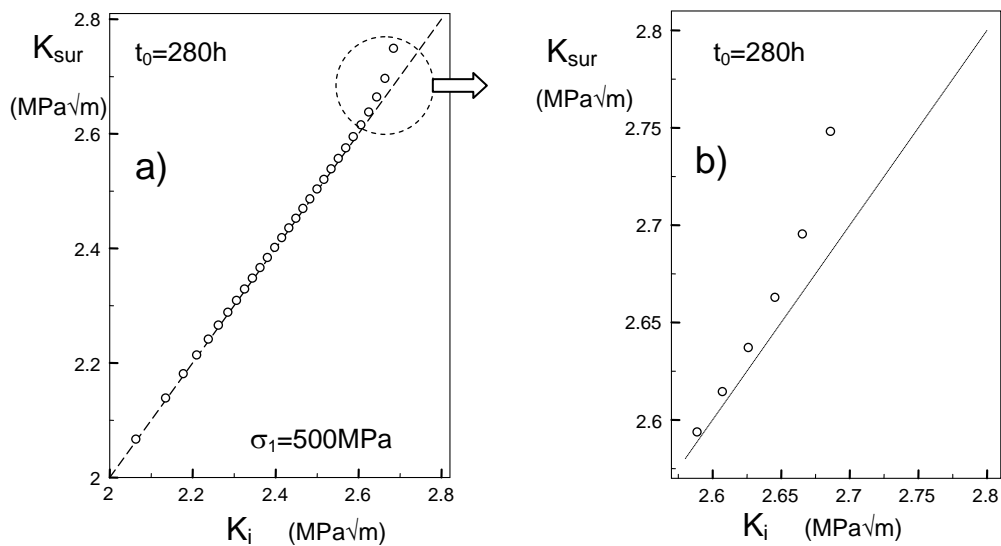 2.8
K_sur
(MPa√m)
t₀=280h
2.6
a)
2.4
2.2
σ₁=500MPa
2
2 2.2 2.4 2.6 2.8
K_i (MPa√m)
2.8
K_sur
(MPa√m)
t₀=280h
2.75
b)
2.7
2.65
2.6
2.6 2.65 2.7 2.75 2.8
K_i (MPa√m)